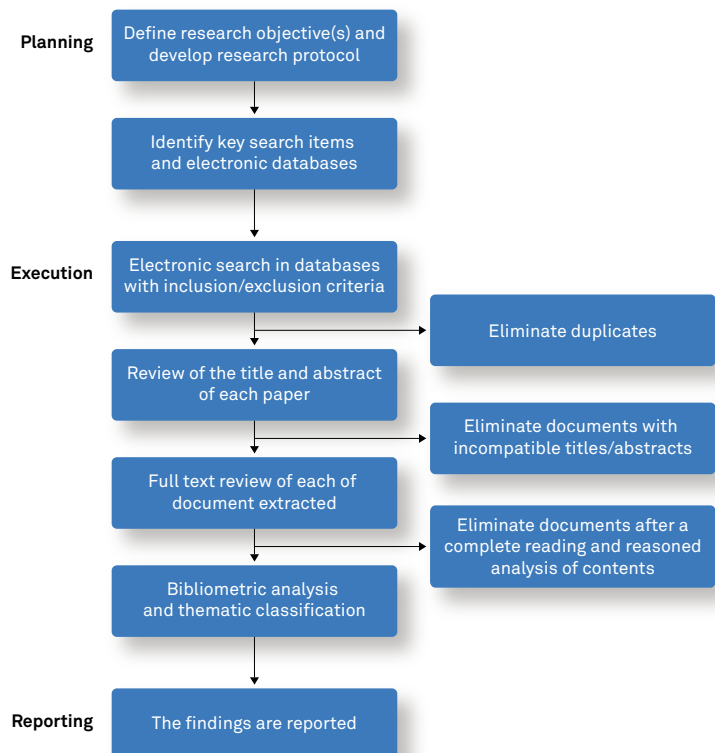 Planning
Define research objective(s) and
develop research protocol
Identify key search items
and electronic databases
Execution
Electronic search in databases
with inclusion/exclusion criteria
Eliminate duplicates
Review of the title and abstract
of each paper
Eliminate documents with
incompatible titles/abstracts
Full text review of each of
document extracted
Eliminate documents after a
complete reading and reasoned
analysis of contents
Bibliometric analysis
and thematic classification
Reporting
The findings are reported